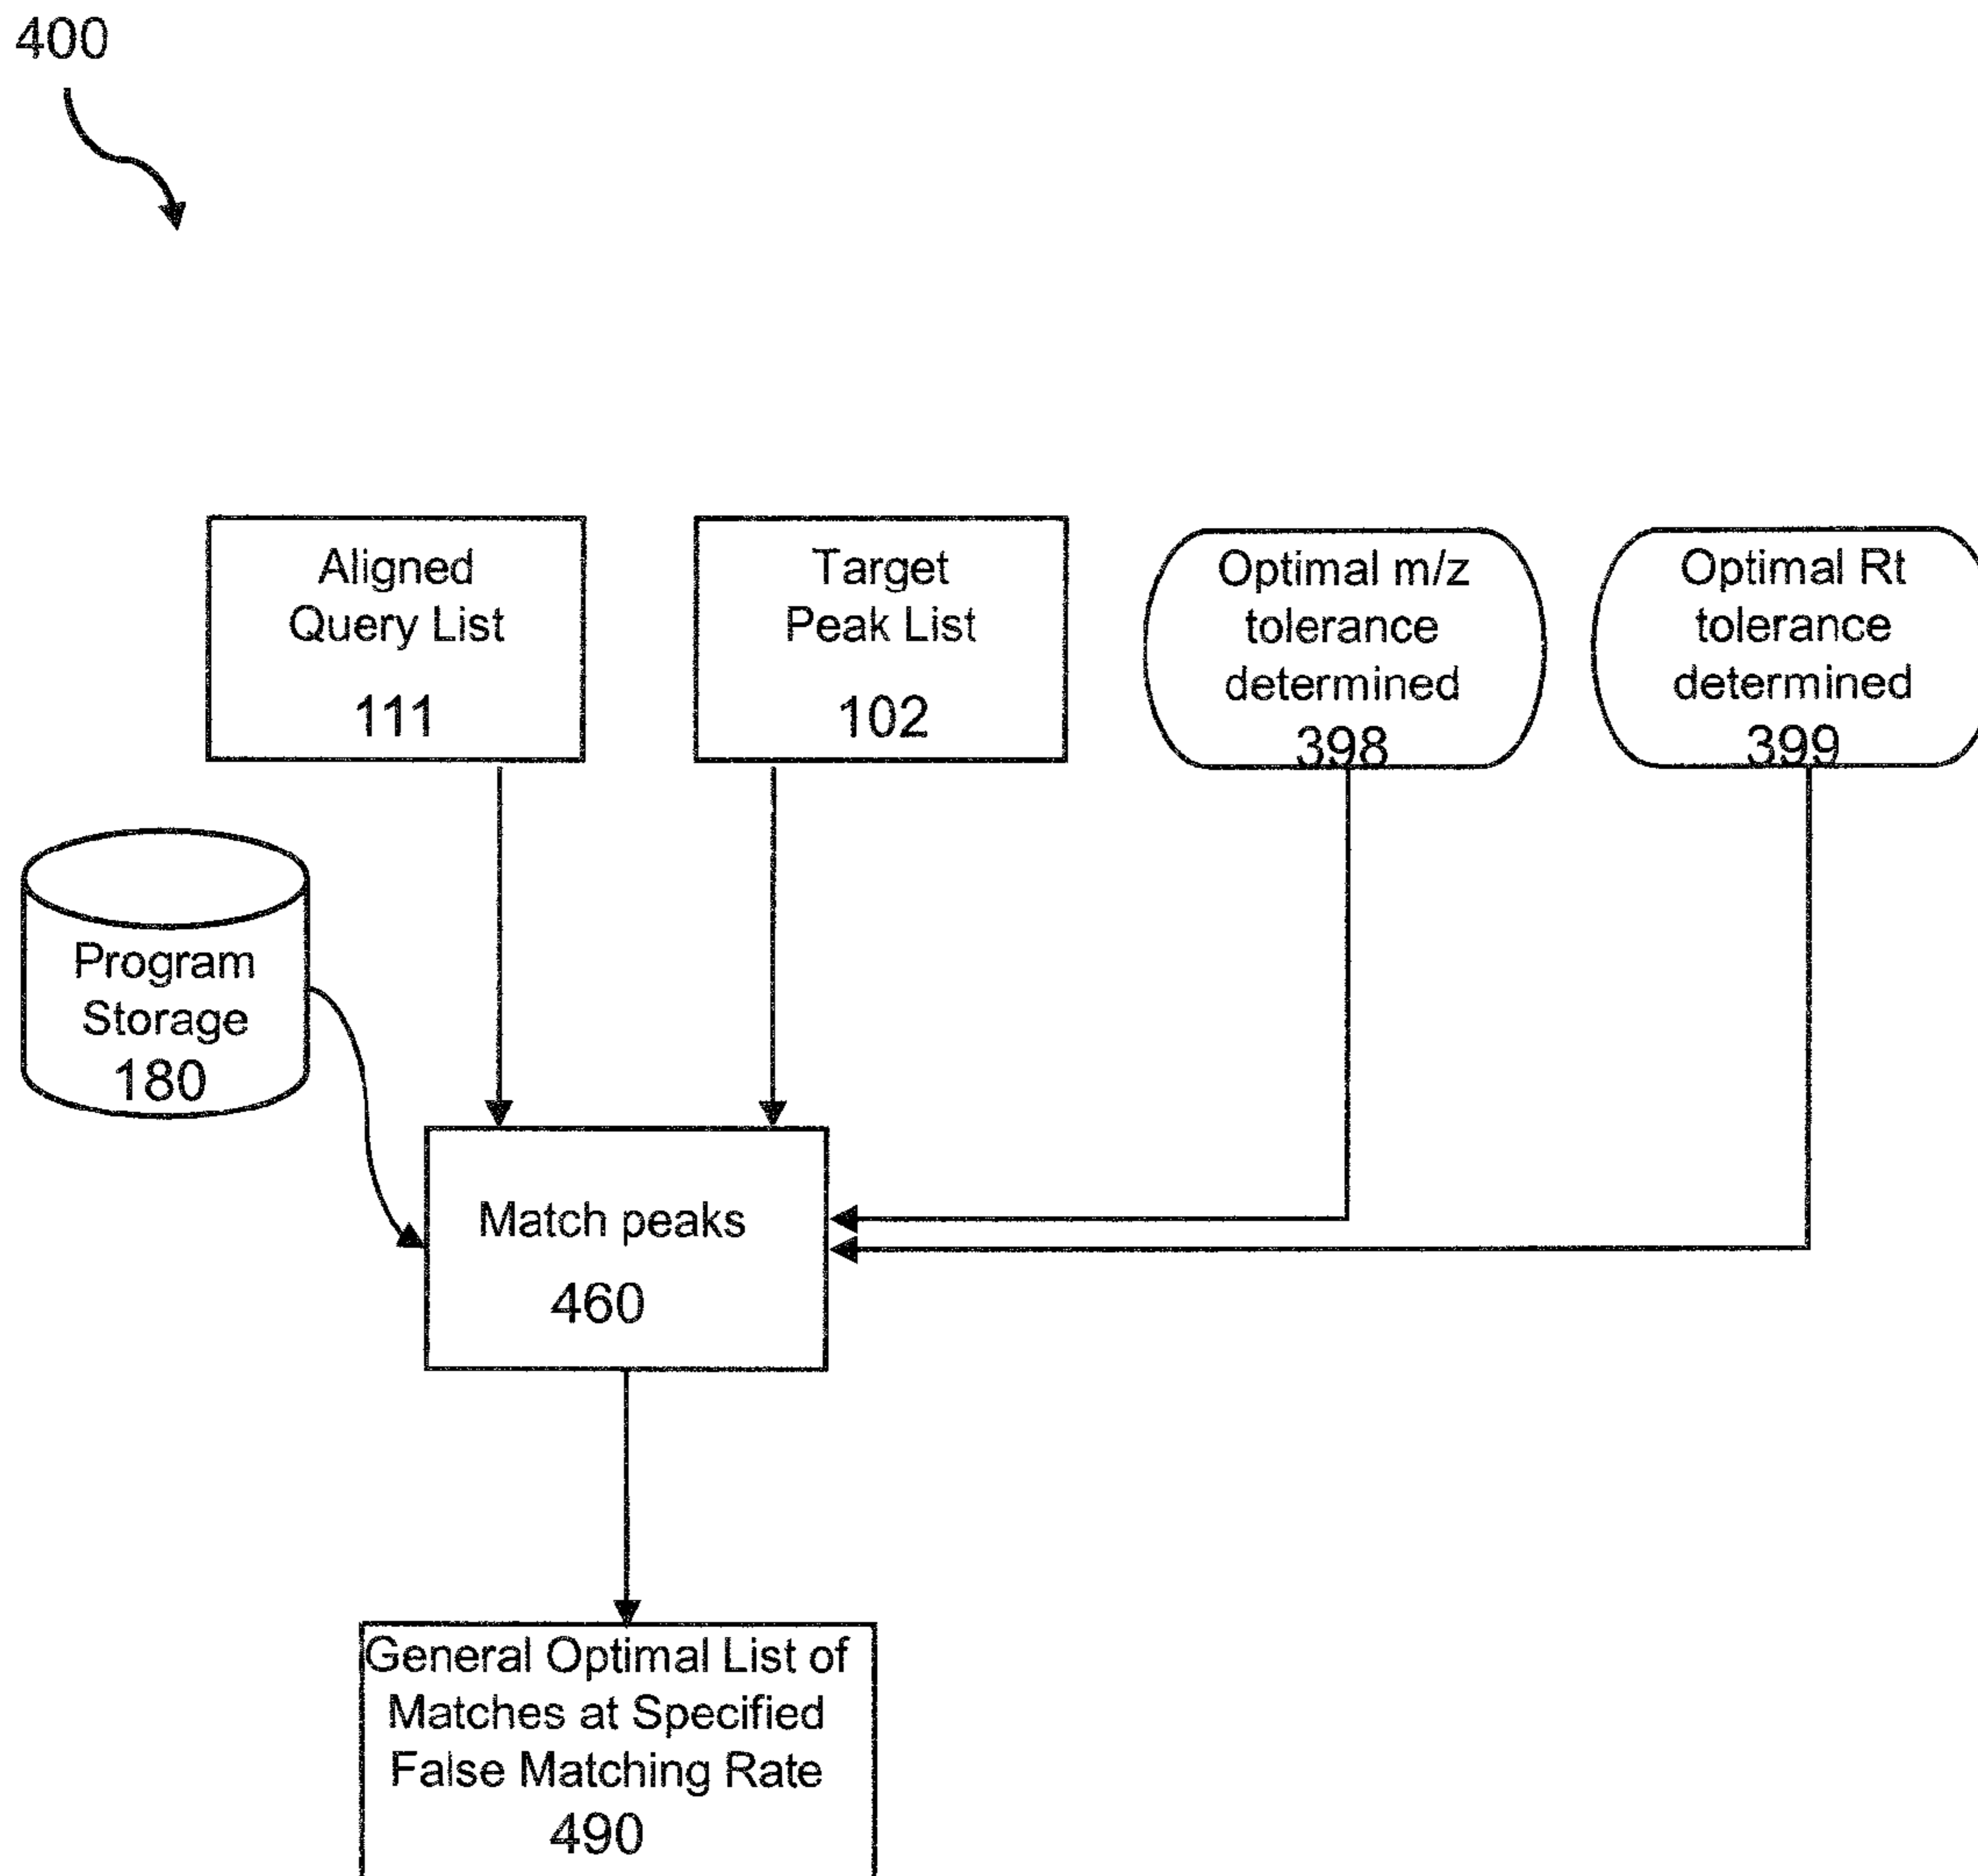 400
Aligned
Query List
111
Target
Peak List
102
Optimal m/z
tolerance
determined
398
Optimal Rt
tolerance
determined
399
Program
Storage
180
Match peaks
460
General Optimal List of
Matches at Specified
False Matching Rate
490